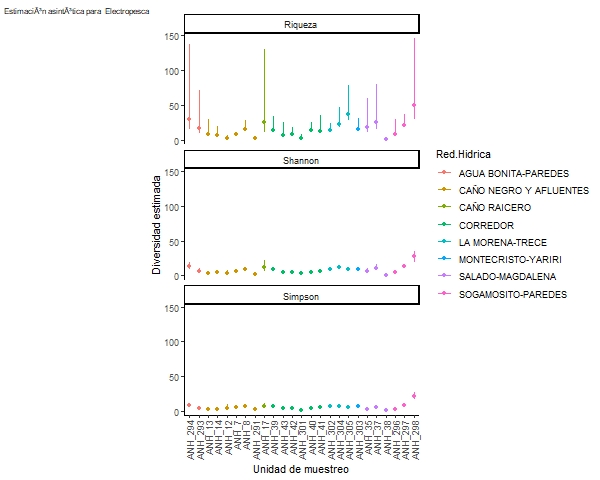 EstimaciÃ³n asintÃ³tica para Electropesca
Riqueza
150
100
50
0
Shannon
150
100
50
0
Simpson
150
100
50
0
Diversidad estimada
ANH_294
ANH_293
ANH_13
ANH_14
ANH_12
ANH_7
ANH_8
ANH_291
ANH_17
ANH_39
ANH_43
ANH_42
ANH_301
ANH_40
ANH_41
ANH_302
ANH_304
ANH_305
ANH_303
ANH_35
ANH_37
ANH_38
ANH_296
ANH_297
ANH_298
Unidad de muestreo
Red.Hidrica
AGUA BONITA-PAREDES
CAÑO NEGRO Y AFLUENTES
CAÑO RAICERO
CORREDOR
LA MORENA-TRECE
MONTECRISTO-YARIRI
SALADO-MAGDALENA
SOGAMOSITO-PAREDES